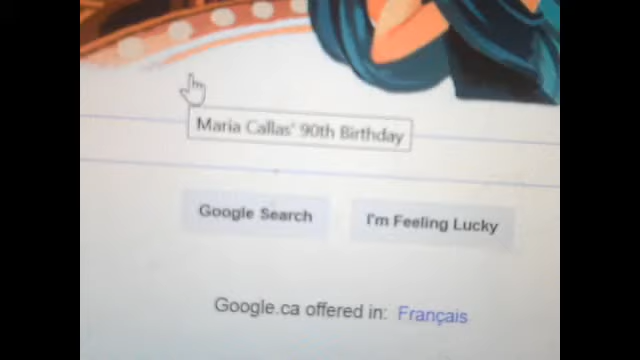 Maria Callas' 90th Birthday
Google Search
I'm Feeling Lucky
Google.ca offered in: Français